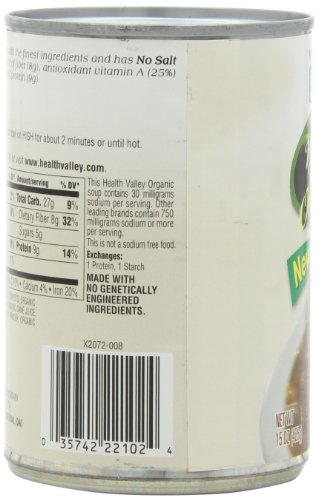 the finest ingredients and has No Salt
fiber (8g), antioxidant vitamin A (25%)
protein (9g).
on HIGH for about 2 minutes or until hot.
www.healthvalley.com
Amount/serving % DV*
Total Carb. 27g 9%
Dietary Fiber 8g 32%
Sugars 5g
Protein 9g 14%
Calcium 4% • Iron 20%
This Health Valley Organic
soup contains 30 milligrams
sodium per serving. Other
leading brands contain 750
milligrams sodium or more
per serving.
This is not a sodium free food.
Exchanges:
1 Protein, 1 Starch
MADE WITH
NO GENETICALLY
ENGINEERED
INGREDIENTS.
X2072-008
0 35742 22102 4
NET WT
15 OZ